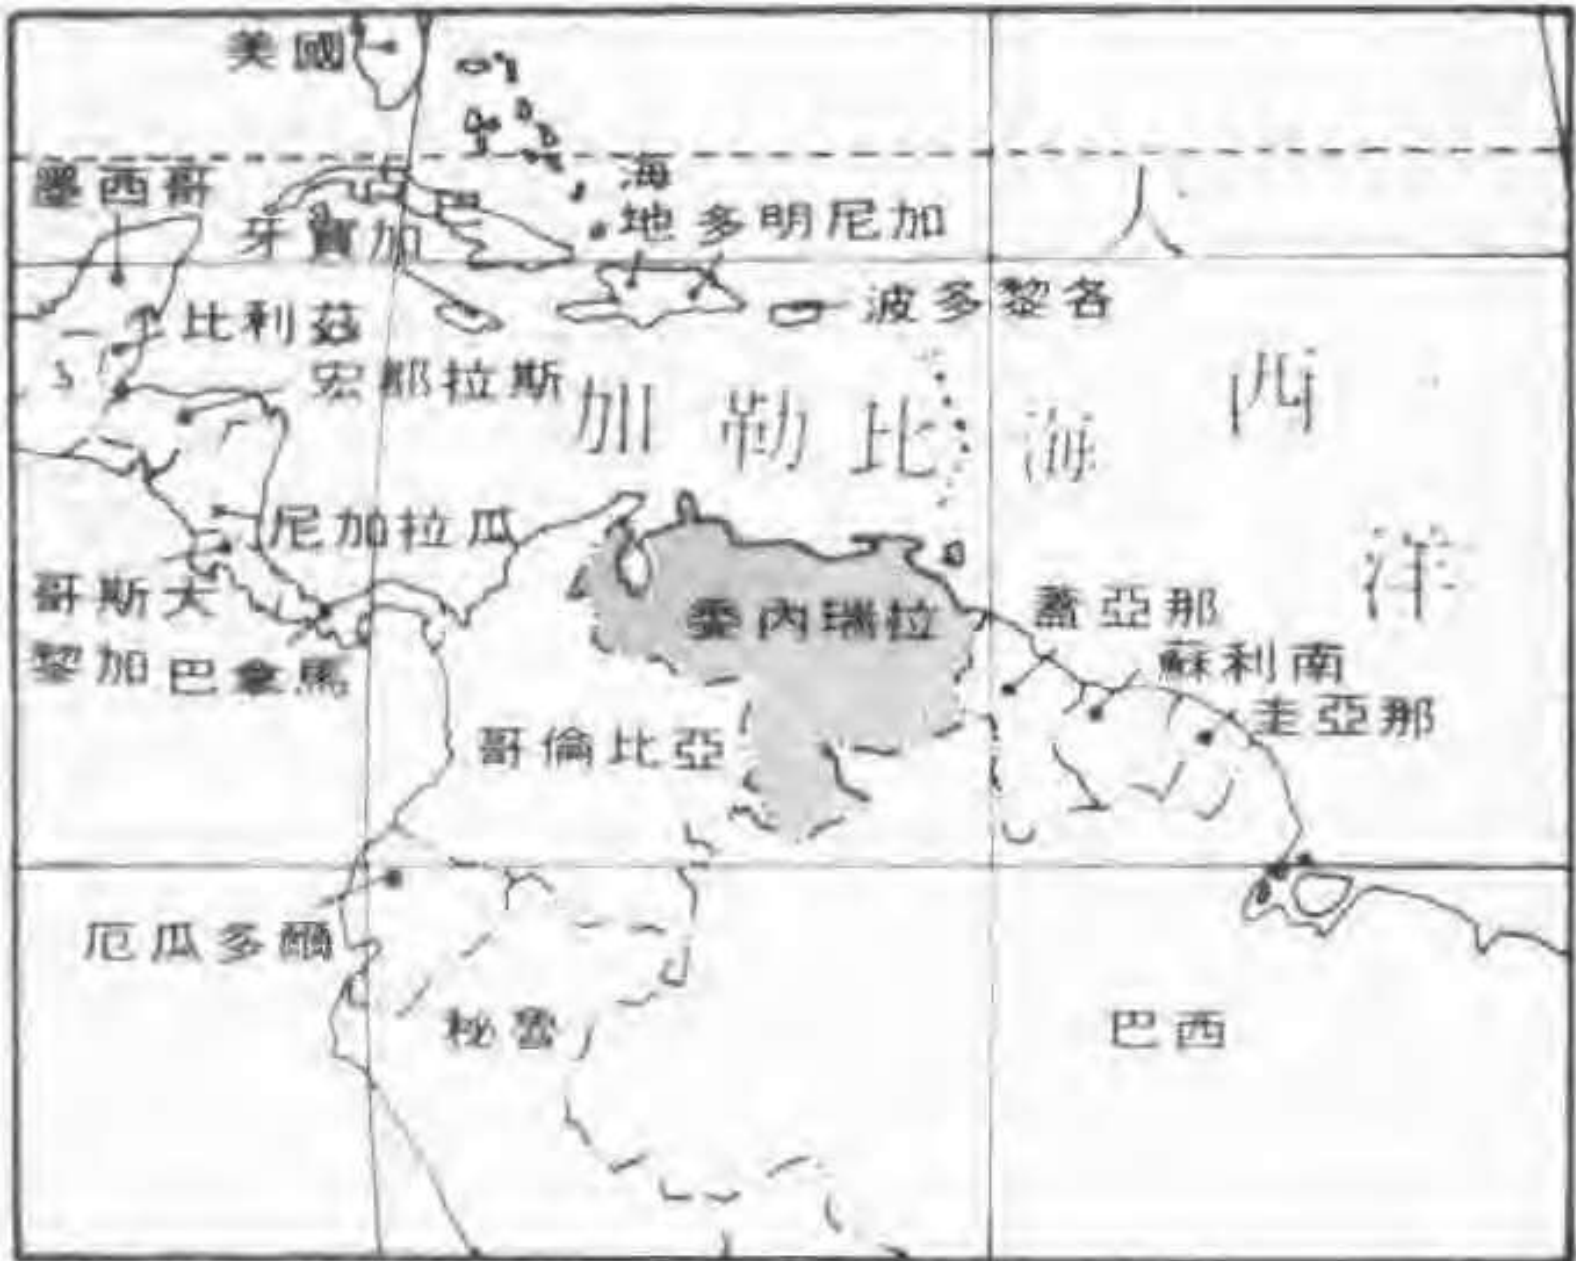 美國
墨西哥
海
地多明尼加
牙買加
人
比利茲
波多黎各
宏都拉斯
加勒比海
西
洋
尼加拉瓜
哥斯大
黎加
巴拿馬
委內瑞拉
蓋亞那
蘇利南
圭亞那
哥倫比亞
厄瓜多爾
秘魯
巴西